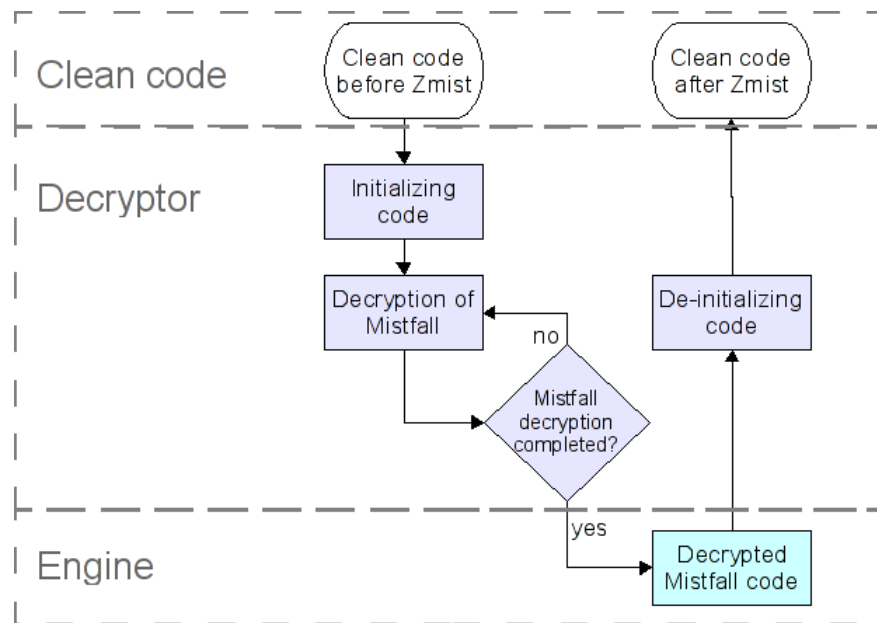 Clean code
Clean code
before Zmist
Clean code
after Zmist
Decryptor
Initializing
code
Decryption of
Mistfall
no
Mistfall
decryption
completed?
De-initializing
code
yes
Engine
Decrypted
Mistfall code